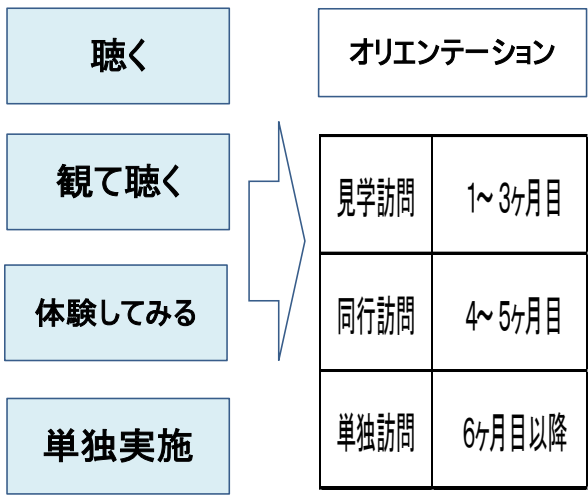 聴く
オリエンテーション
観て聴く
体験してみる
単独実施
見学訪問 1～3ヶ月目
同行訪問 4～5ヶ月目
単独訪問 6ヶ月目以降